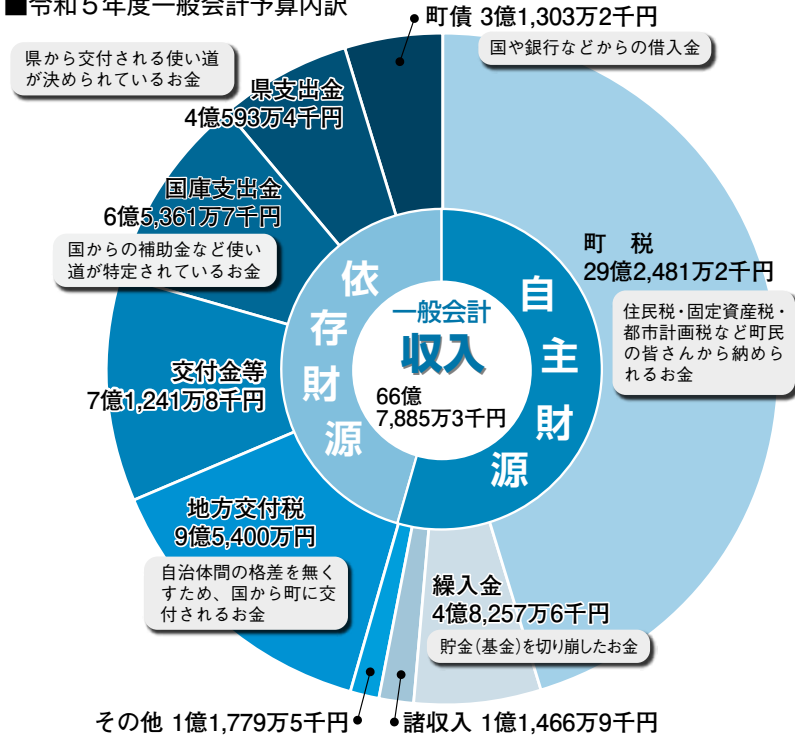 ■令和５年度一般会計予算内訳
町債 3億1,303万2千円
国や銀行などからの借入金
県から交付される使い道
が決められているお金
県支出金
4億593万4千円
国庫支出金
6億5,361万7千円
国からの補助金など使い
道が特定されているお金
町　税
29億2,481万2千円
住民税・固定資産税・
都市計画税など町民
の皆さんから納めら
れるお金
依存財源
自主財源
一般会計
収入
66億
7,885万3千円
交付金等
7億1,241万8千円
地方交付税
9億5,400万円
自治体間の格差を無く
すため、国から町に交
付されるお金
繰入金
4億8,257万6千円
貯金(基金)を切り崩したお金
その他 1億1,779万5千円
諸収入 1億1,466万9千円